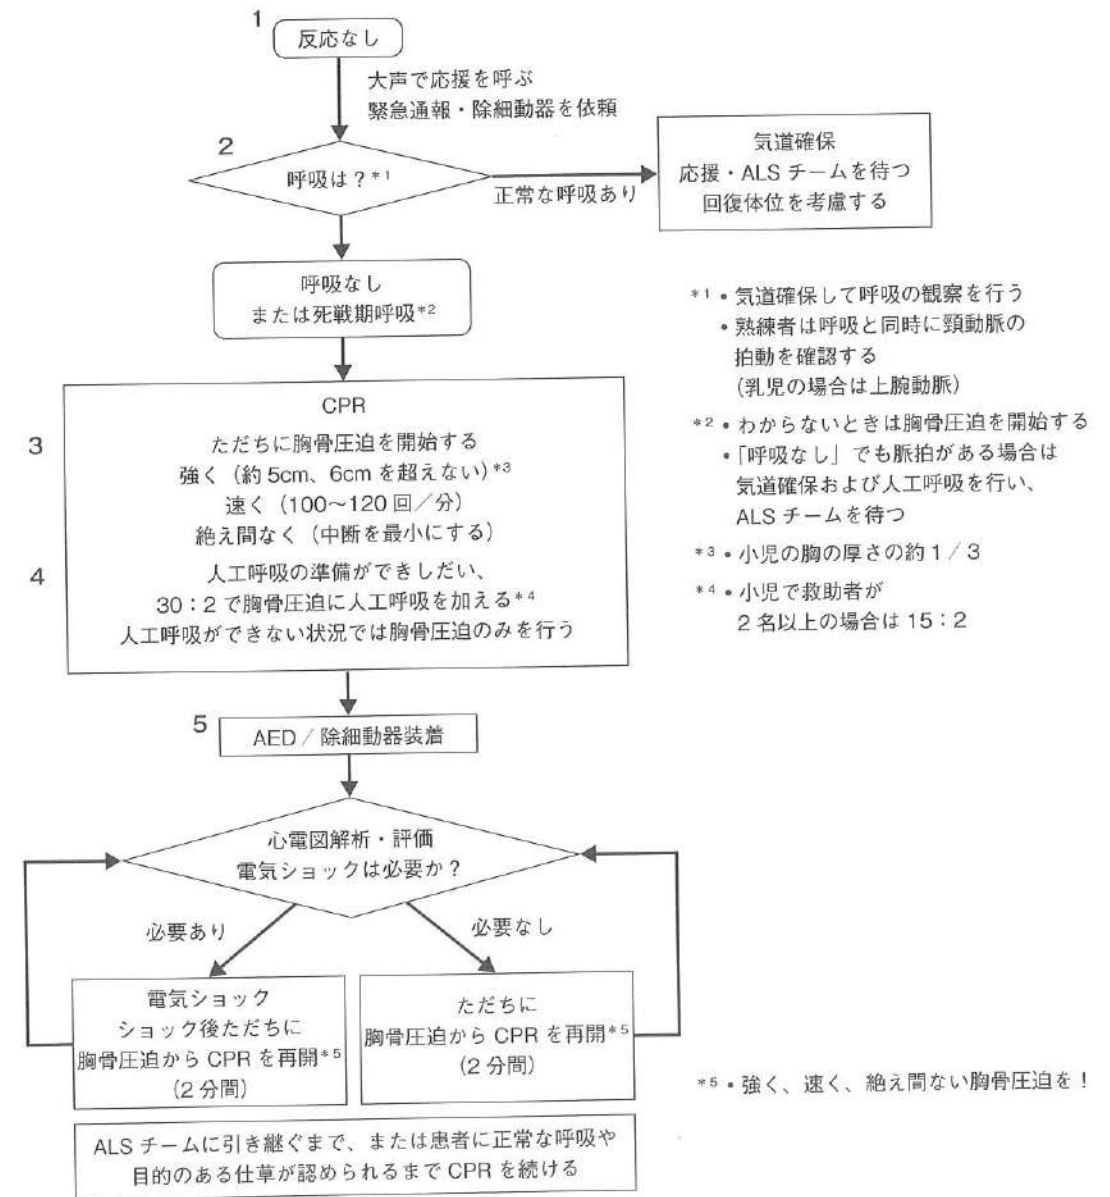 1
反応なし
大声で応援を呼ぶ
緊急通報・除細動器を依頼
2
呼吸は？*1
正常な呼吸あり
気道確保
応援・ALS チームを待つ
回復体位を考慮する
呼吸なし
または死戦期呼吸*2
*1 • 気道確保して呼吸の観察を行う
• 熟練者は呼吸と同時に頸動脈の
拍動を確認する
(乳児の場合は上腕動脈)
*2 • わからないときは胸骨圧迫を開始する
•「呼吸なし」でも脈拍がある場合は
気道確保および人工呼吸を行い、
ALS チームを待つ
*3 • 小児の胸の厚さの約 1／3
*4 • 小児で救助者が
2 名以上の場合は 15：2
CPR
3
ただちに胸骨圧迫を開始する
強く（約 5cm、6cm を超えない）*3
速く（100〜120 回／分）
絶え間なく（中断を最小にする）
4
人工呼吸の準備ができしだい、
30：2 で胸骨圧迫に人工呼吸を加える*4
人工呼吸ができない状況では胸骨圧迫のみを行う
5
AED／除細動器装着
心電図解析・評価
電気ショックは必要か？
必要あり
必要なし
電気ショック
ショック後ただちに
胸骨圧迫から CPR を再開*5
(2 分間)
ただちに
胸骨圧迫から CPR を再開*5
(2 分間)
*5 • 強く、速く、絶え間ない胸骨圧迫を！
ALS チームに引き継ぐまで、または患者に正常な呼吸や
目的のある仕草が認められるまで CPR を続ける